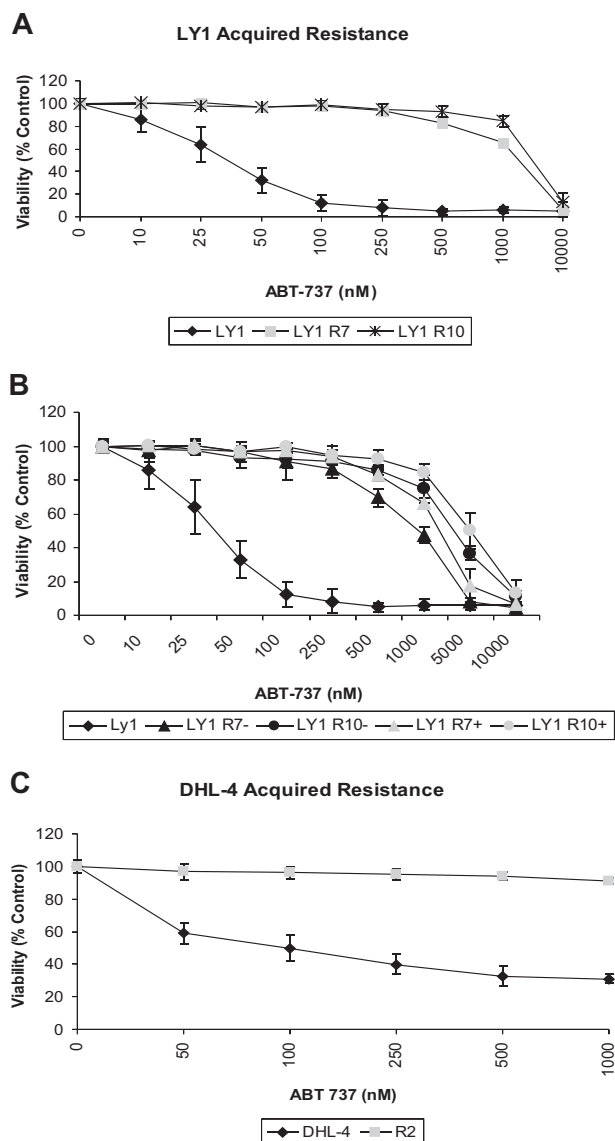 A
LY1 Acquired Resistance
Viability (% Control)
120
100
80
60
40
20
0
0 10 25 50 100 250 500 1000 10000
ABT-737 (nM)
LY1 LY1 R7 LY1 R10
B
Viability (% Control)
120
100
80
60
40
20
0
0 10 25 50 100 250 500 1000 5000 10000
ABT-737 (nM)
Ly1 LY1 R7- LY1 R10- LY1 R7+ LY1 R10+
C
DHL-4 Acquired Resistance
Viability (% Control)
120
100
80
60
40
20
0
0 50 100 250 500 1000
ABT 737 (nM)
DHL-4 R2